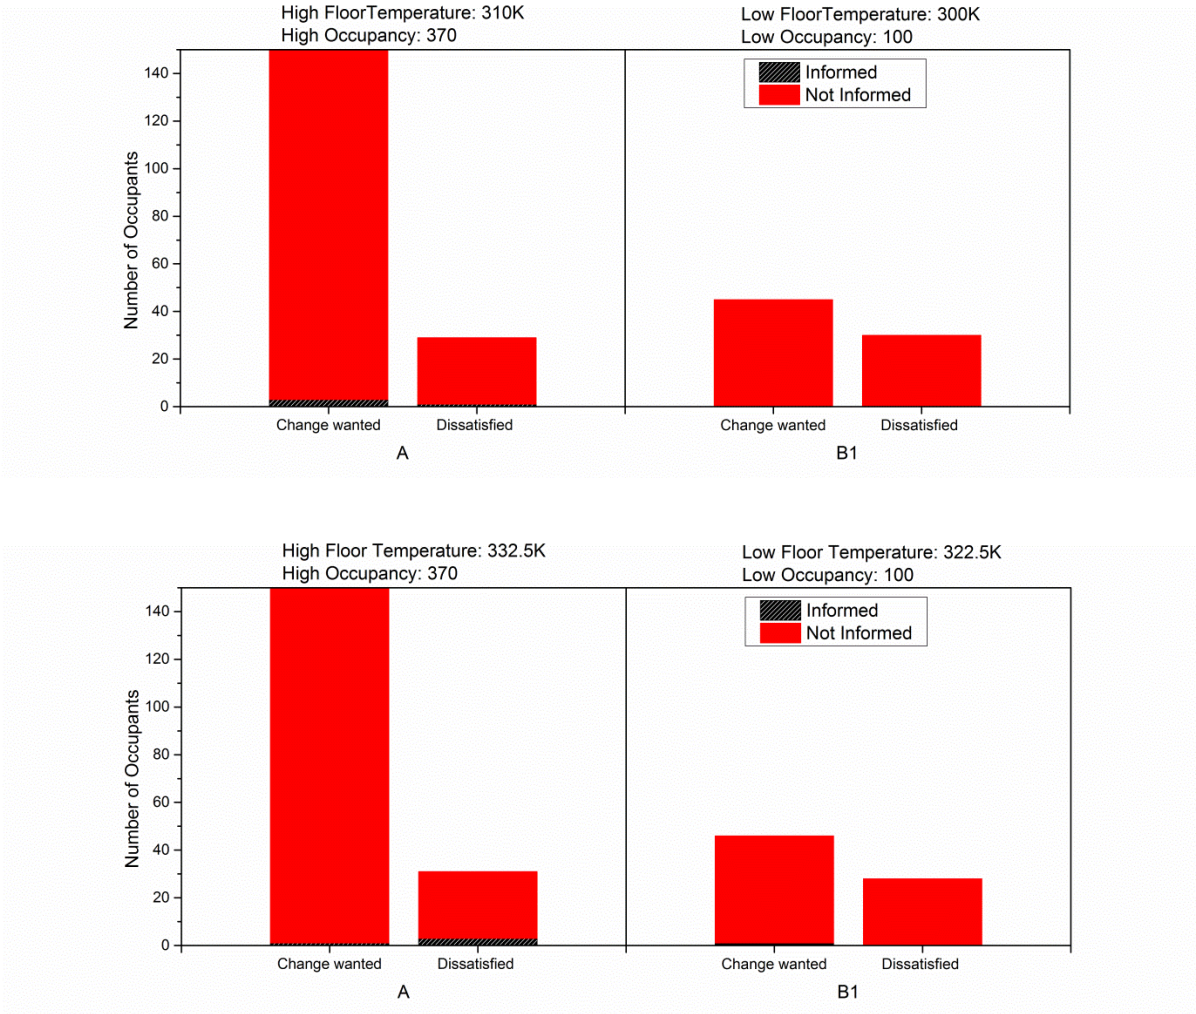 High FloorTemperature: 310K
High Occupancy: 370
Low FloorTemperature: 300K
Low Occupancy: 100
Informed
Not Informed
140
120
100
80
60
40
20
0
Number of Occupants
Change wanted
Dissatisfied
Change wanted
Dissatisfied
A
B1
High Floor Temperature: 332.5K
High Occupancy: 370
Low Floor Temperature: 322.5K
Low Occupancy: 100
Informed
Not Informed
140
120
100
80
60
40
20
0
Number of Occupants
Change wanted
Dissatisfied
Change wanted
Dissatisfied
A
B1